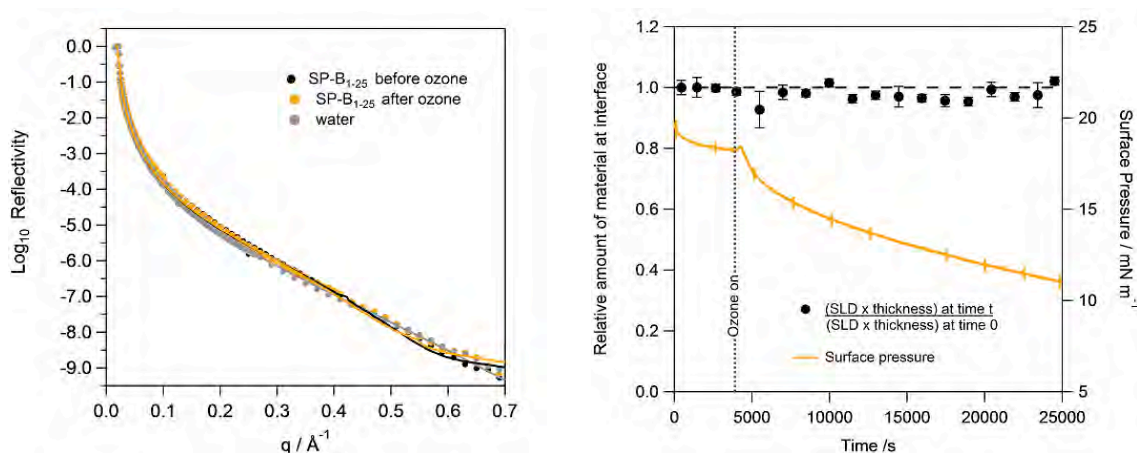 0.0
-1.0
-2.0
-3.0
-4.0
-5.0
-6.0
-7.0
-8.0
-9.0
Log₁₀ Reflectivity
SP-B₁₋₂₅ before ozone
SP-B₁₋₂₅ after ozone
water
0.0 0.1 0.2 0.3 0.4 0.5 0.6 0.7
q / Å⁻¹
1.2
1.0
0.8
0.6
0.4
0.2
0.0
Relative amount of material at interface
Ozone on
(SLD x thickness) at time t
(SLD x thickness) at time 0
Surface pressure
25
20
15
10
5
Surface Pressure / mN m⁻¹
0 5000 10000 15000 20000 25000
Time /s